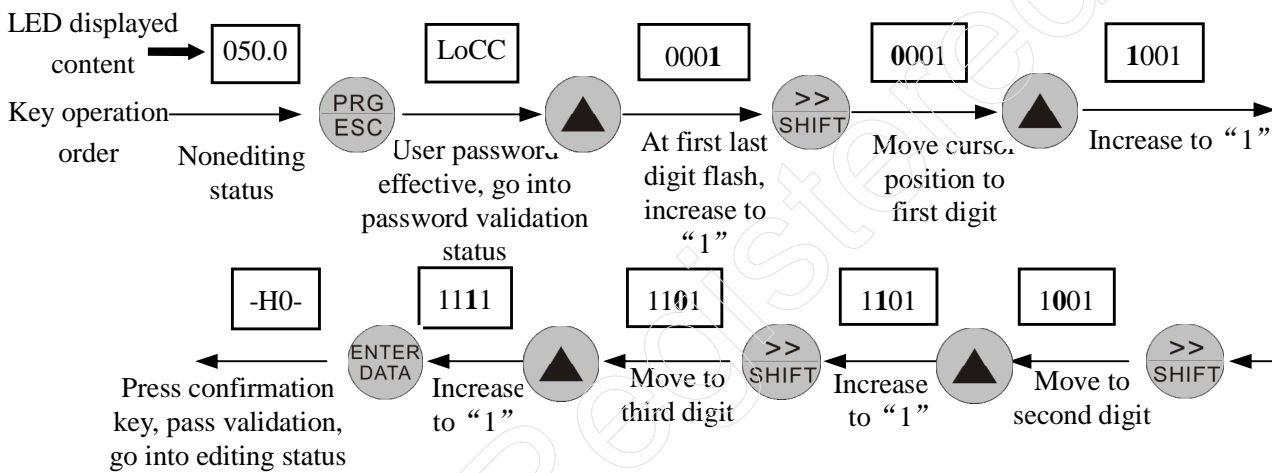 LED displayed
content
050.0
LoCC
0001
0001
1001
Key operation
order
PRG
ESC
>>
SHIFT
Nonediting
status
User password
effective, go into
password validation
status
At first last
digit flash,
increase to
“1”
Move cursor
position to
first digit
Increase to “1”
-H0-
1111
1101
1101
1001
ENTER
DATA
>>
SHIFT
>>
SHIFT
Press confirmation
key, pass validation,
go into editing status
Increase
to “1”
Move to
third digit
Increase
to “1”
Move to
second digit
Registered